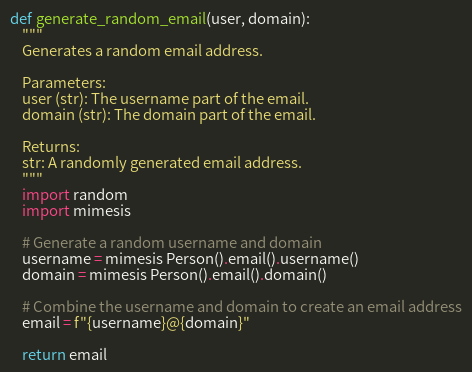 def generate_random_email(user, domain):
    """
    Generates a random email address.

    Parameters:
    user (str): The username part of the email.
    domain (str): The domain part of the email.

    Returns:
    str: A randomly generated email address.
    """
    import random
    import mimesis

    # Generate a random username and domain
    username = mimesis Person().email().username()
    domain = mimesis Person().email().domain()

    # Combine the username and domain to create an email address
    email = f"{username}@{domain}"

    return email